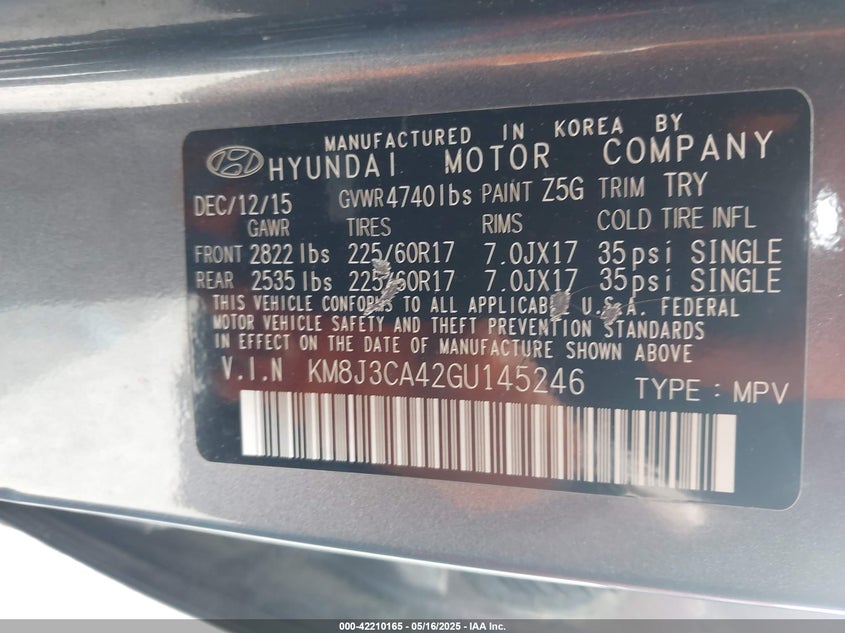 MANUFACTURED IN KOREA BY
HYUNDAI MOTOR COMPANY
DEC/12/15 GVWR 4740 lbs PAINT Z5G TRIM TRY
GAWR TIRES RIMS COLD TIRE INFL
FRONT 2822 lbs 225/60R17 7.0JX17 35psi SINGLE
REAR 2535 lbs 225/60R17 7.0JX17 35psi SINGLE
THIS VEHICLE CONFORMS TO ALL APPLICABLE U.S.A. FEDERAL
MOTOR VEHICLE SAFETY AND THEFT PREVENTION STANDARDS
IN EFFECT ON THE DATE OF MANUFACTURE SHOWN ABOVE
V.I.N KM8J3CA42GU145246 TYPE : MPV
000-42210165 - 05/16/2025 - IAA Inc.